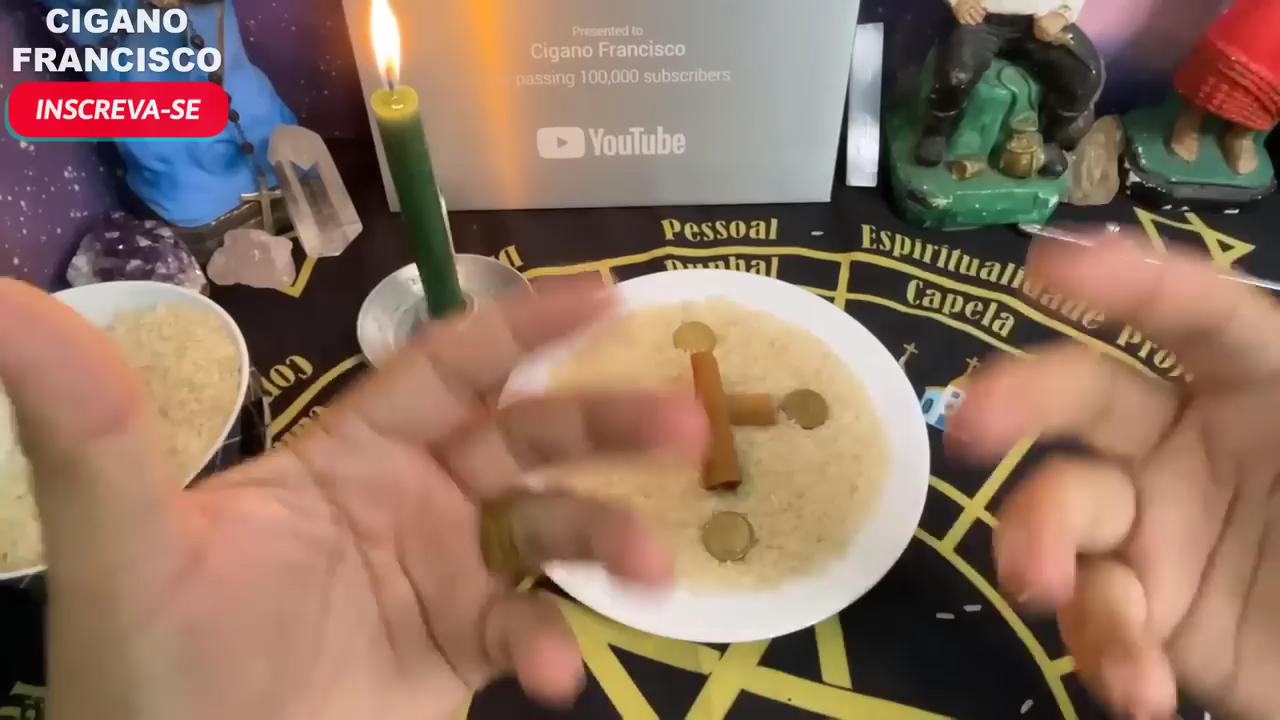 CIGANO
FRANCISCO
INSCREVA-SE
Presented to
Cigano Francisco
passing 100,000 subscribers
YouTube
Pessoal
Espiritualidade
Capela